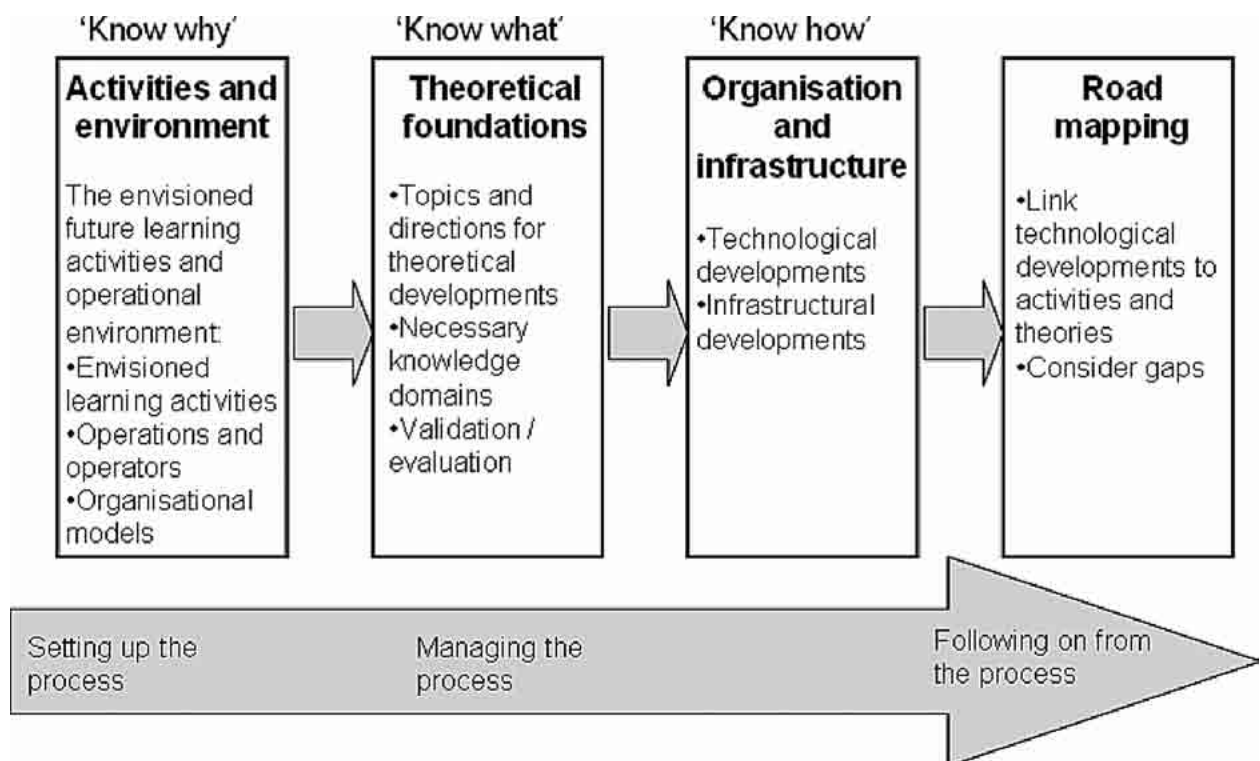 'Know why'
Activities and
environment
The envisioned
future learning
activities and
operational
environment:
•Envisioned
learning activities
•Operations and
operators
•Organisational
models
'Know what'
Theoretical
foundations
•Topics and
directions for
theoretical
developments
•Necessary
knowledge
domains
•Validation /
evaluation
'Know how'
Organisation
and
infrastructure
•Technological
developments
•Infrastructural
developments
Road
mapping
•Link
technological
developments to
activities and
theories
•Consider gaps
Setting up the
process
Managing the
process
Following on from
the process